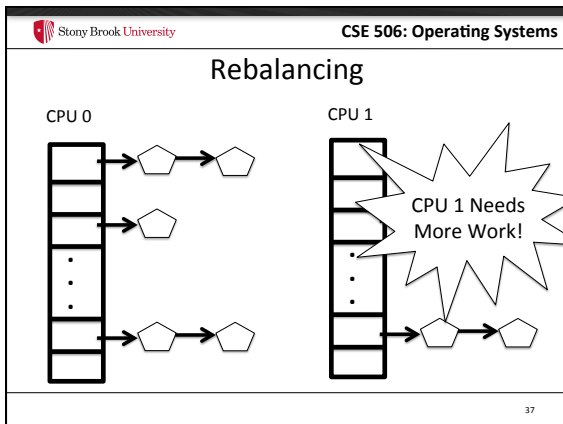 Stony Brook University
CSE 506: Operating Systems
Rebalancing
CPU 0
CPU 1
CPU 1 Needs
More Work!
.
.
.
.
.
.
37